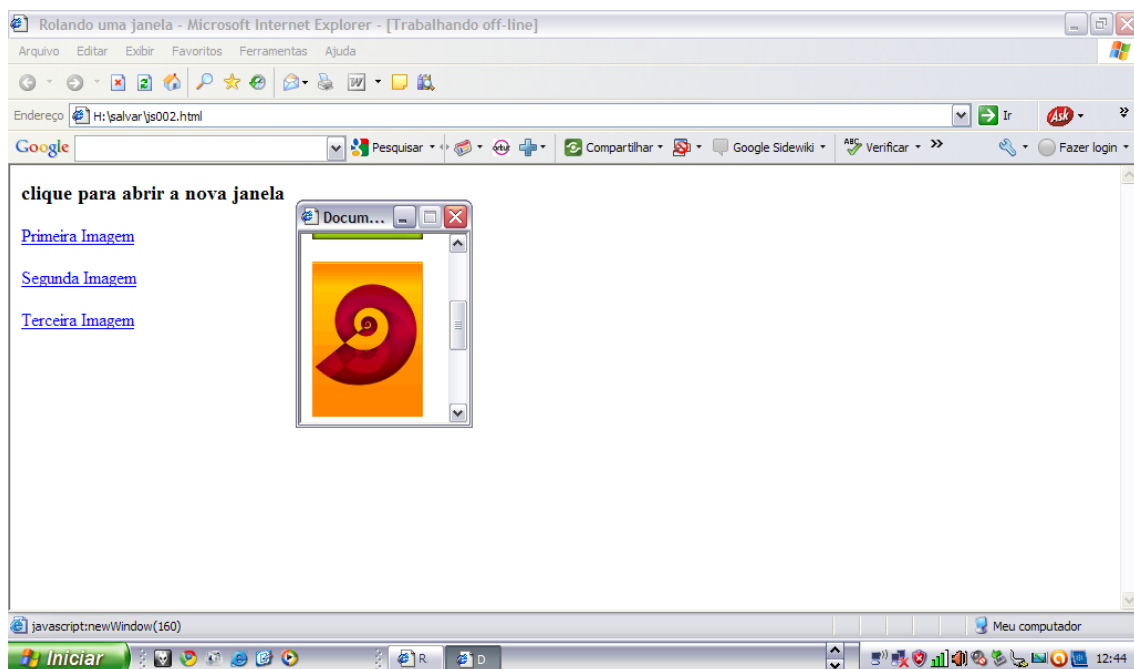 Rolando uma janela - Microsoft Internet Explorer - [Trabalhando off-line]
Arquivo Editar Exibir Favoritos Ferramentas Ajuda
Endereço H:\salvar\js002.html Ir Ask
Google Pesquisar Compartilhar Google Sidewiki ABC Verificar Fazer login
clique para abrir a nova janela
Docum...
Primeira Imagem
Segunda Imagem
Terceira Imagem
javascript:newWindow(160) Meu computador
Iniciar R D 12:44